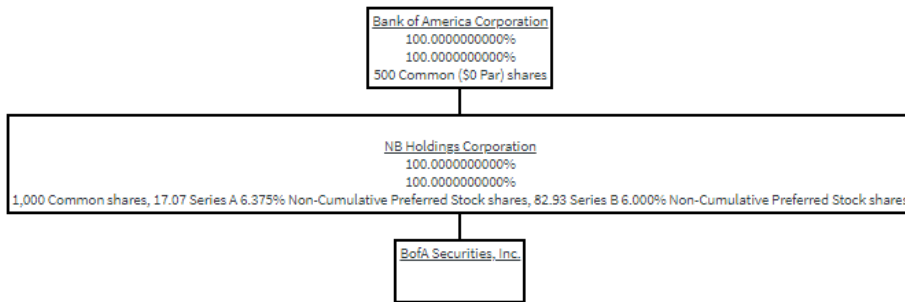 Bank of America Corporation
100.0000000000%
100.0000000000%
500 Common ($0 Par) shares
NB Holdings Corporation
100.0000000000%
100.0000000000%
1,000 Common shares, 17.07 Series A 6.375% Non-Cumulative Preferred Stock shares, 82.93 Series B 6.000% Non-Cumulative Preferred Stock shares
BofA Securities, Inc.